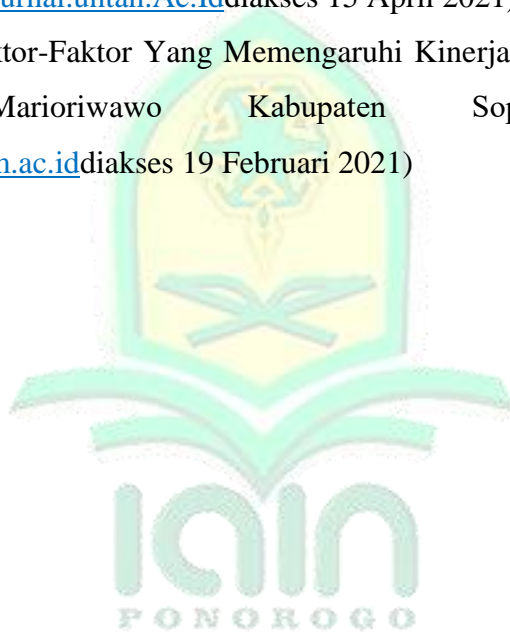 urnal.untan.Ac.Iddiakses 15 April 2021)
ktor-Faktor Yang Memengaruhi Kinerja
Marioriwawo Kabupaten Sop
n.ac.iddiakses 19 Februari 2021)
IAIN
PONOROGO